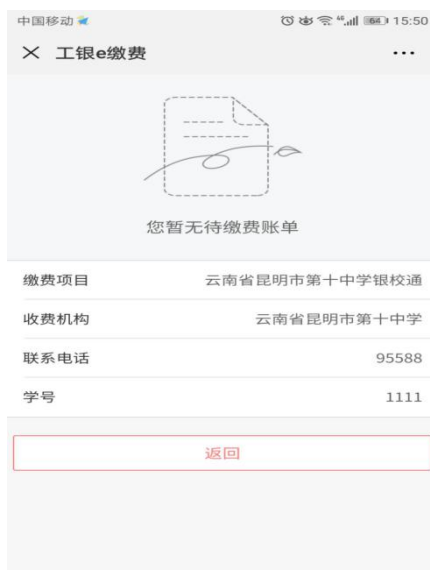 中国移动 46 64 15:50
工银e缴费
您暂无待缴费账单
缴费项目 云南省昆明市第十中学银校通
收费机构 云南省昆明市第十中学
联系电话 95588
学号 1111
返回